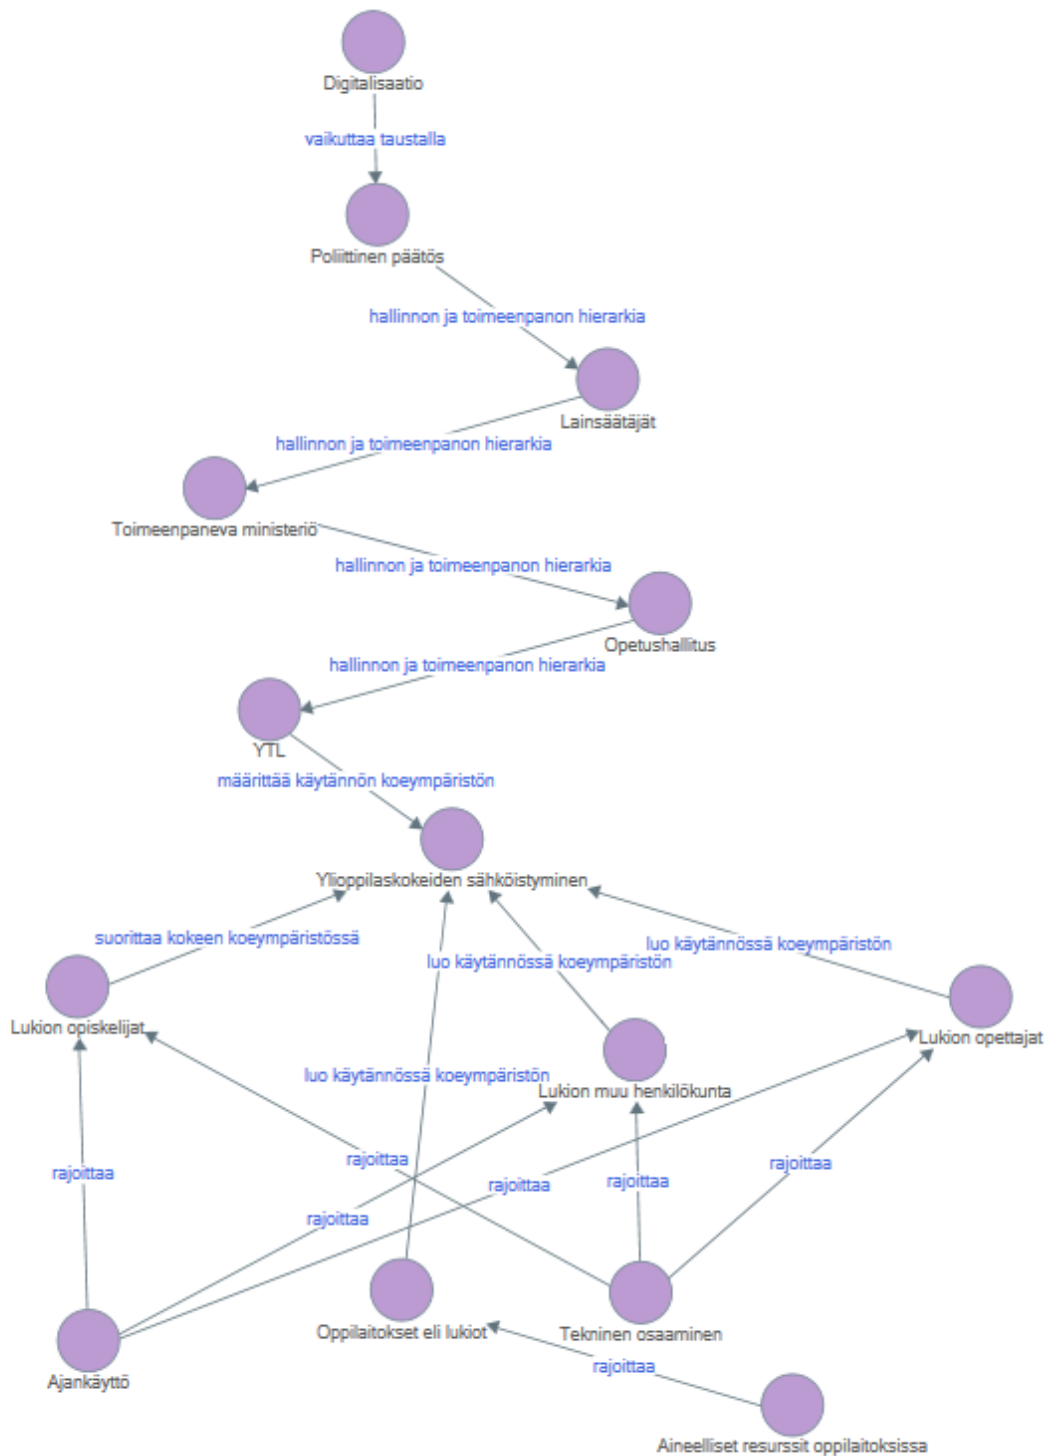 Digitalisaatio
vaikuttaa taustalla
Poliittinen päätös
hallinnon ja toimeenpanon hierarkia
Lainsäätäjät
hallinnon ja toimeenpanon hierarkia
Toimeenpaneva ministeriö
hallinnon ja toimeenpanon hierarkia
Opetushallitus
hallinnon ja toimeenpanon hierarkia
YTL
määrittää käytännön koeympäristön
Ylioppilaskokeiden sähköistyminen
suorittaa kokeen koeympäristössä
luo käytännössä koeympäristön
luo käytännössä koeympäristön
Lukion opiskelijat
Lukion opettajat
luo käytännössä koeympäristön
Lukion muu henkilökunta
rajoittaa
rajoittaa
rajoittaa
rajoittaa
rajoittaa
rajoittaa
Oppilaitokset eli lukiot
Tekninen osaaminen
rajoittaa
Ajankäyttö
Aineelliset resurssit oppilaitoksissa